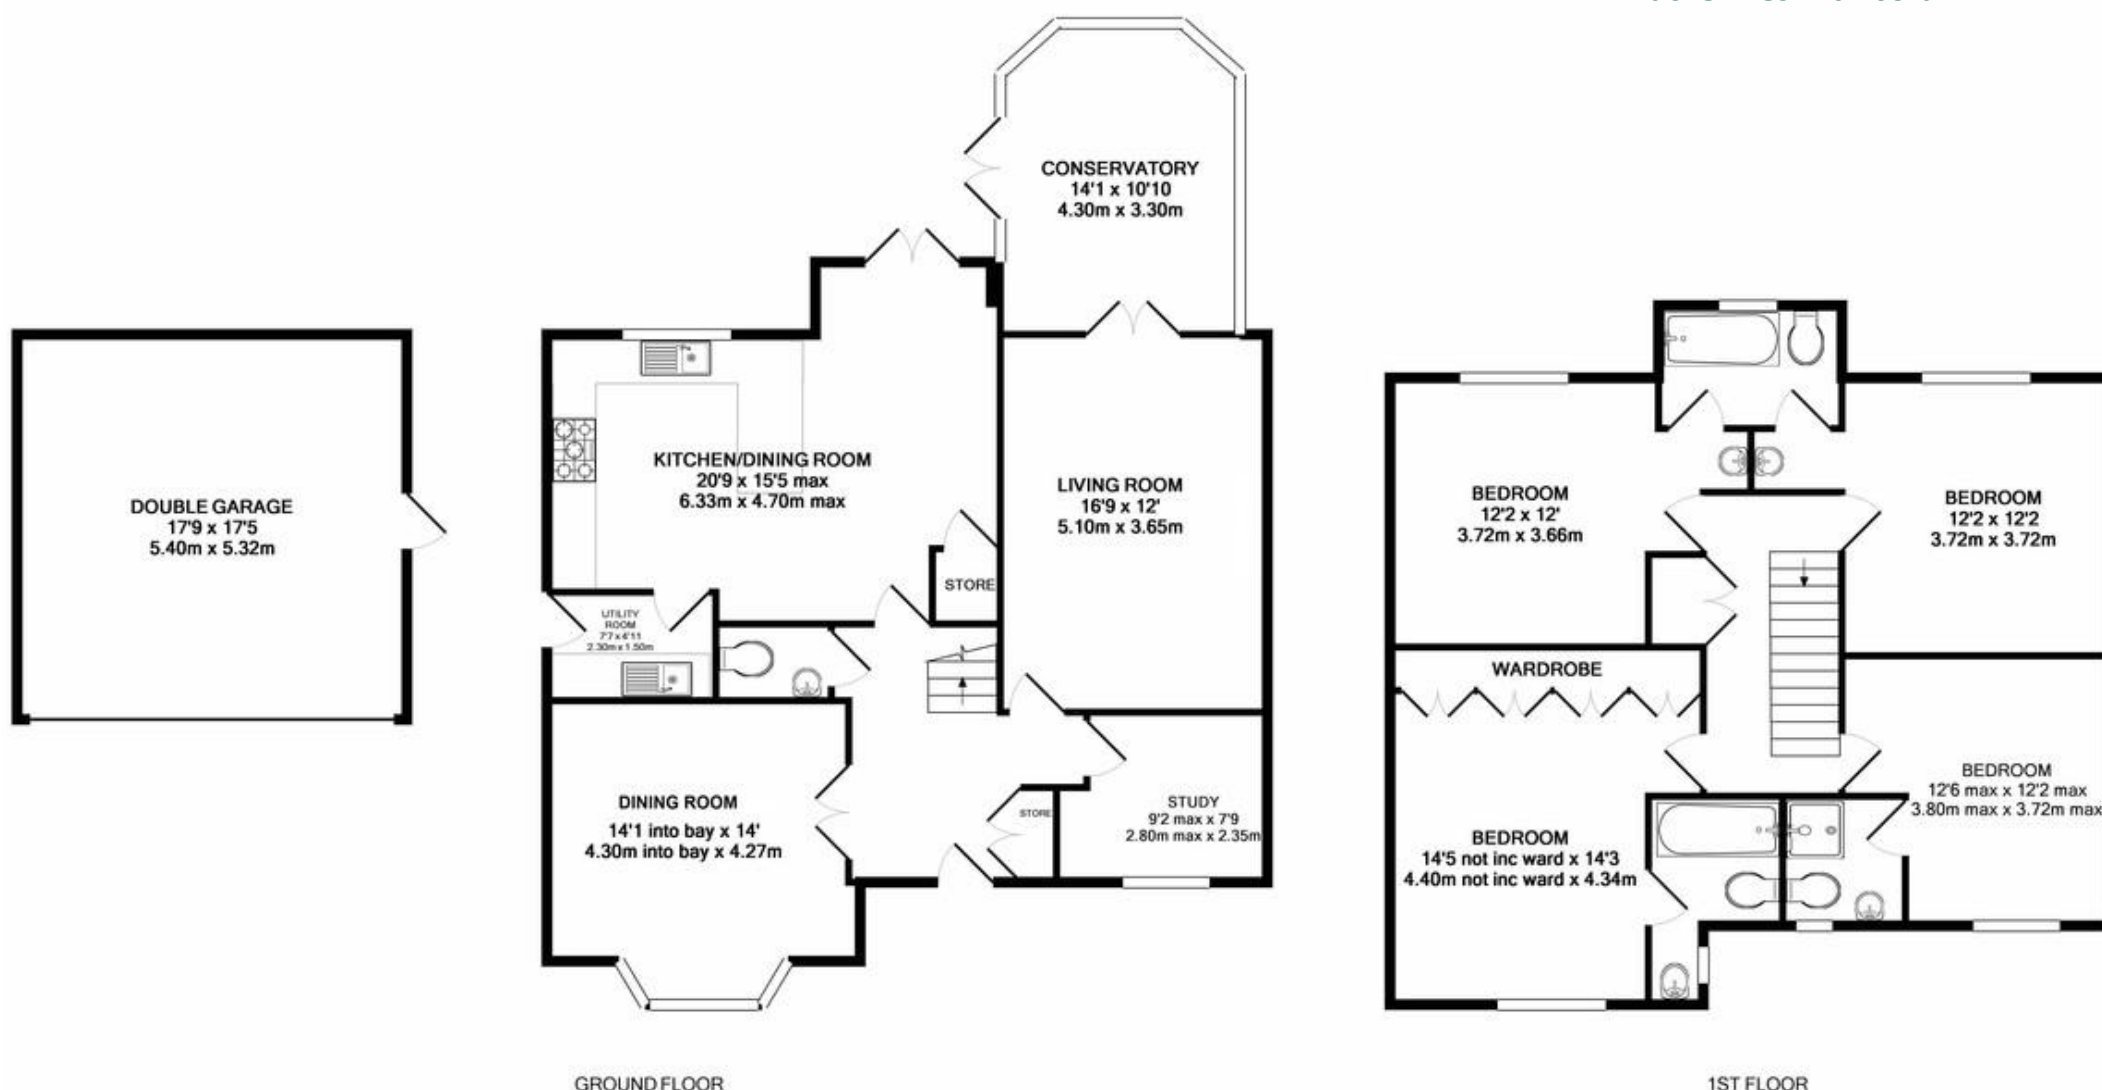 CONSERVATORY
14'1 x 10'10
4.30m x 3.30m
DOUBLE GARAGE
17'9 x 17'5
5.40m x 5.32m
KITCHEN/DINING ROOM
20'9 x 15'5 max
6.33m x 4.70m max
LIVING ROOM
16'9 x 12'
5.10m x 3.65m
STORE
UTILITY
ROOM
7'7 x 4'11
2.30m x 1.50m
DINING ROOM
14'1 into bay x 14'
4.30m into bay x 4.27m
STORE
STUDY
9'2 max x 7'9
2.80m max x 2.35m
GROUND FLOOR
BEDROOM
12'2 x 12'
3.72m x 3.66m
BEDROOM
12'2 x 12'2
3.72m x 3.72m
WARDROBE
BEDROOM
12'6 max x 12'2 max
3.80m max x 3.72m max
BEDROOM
14'5 not inc ward x 14'3
4.40m not inc ward x 4.34m
1ST FLOOR